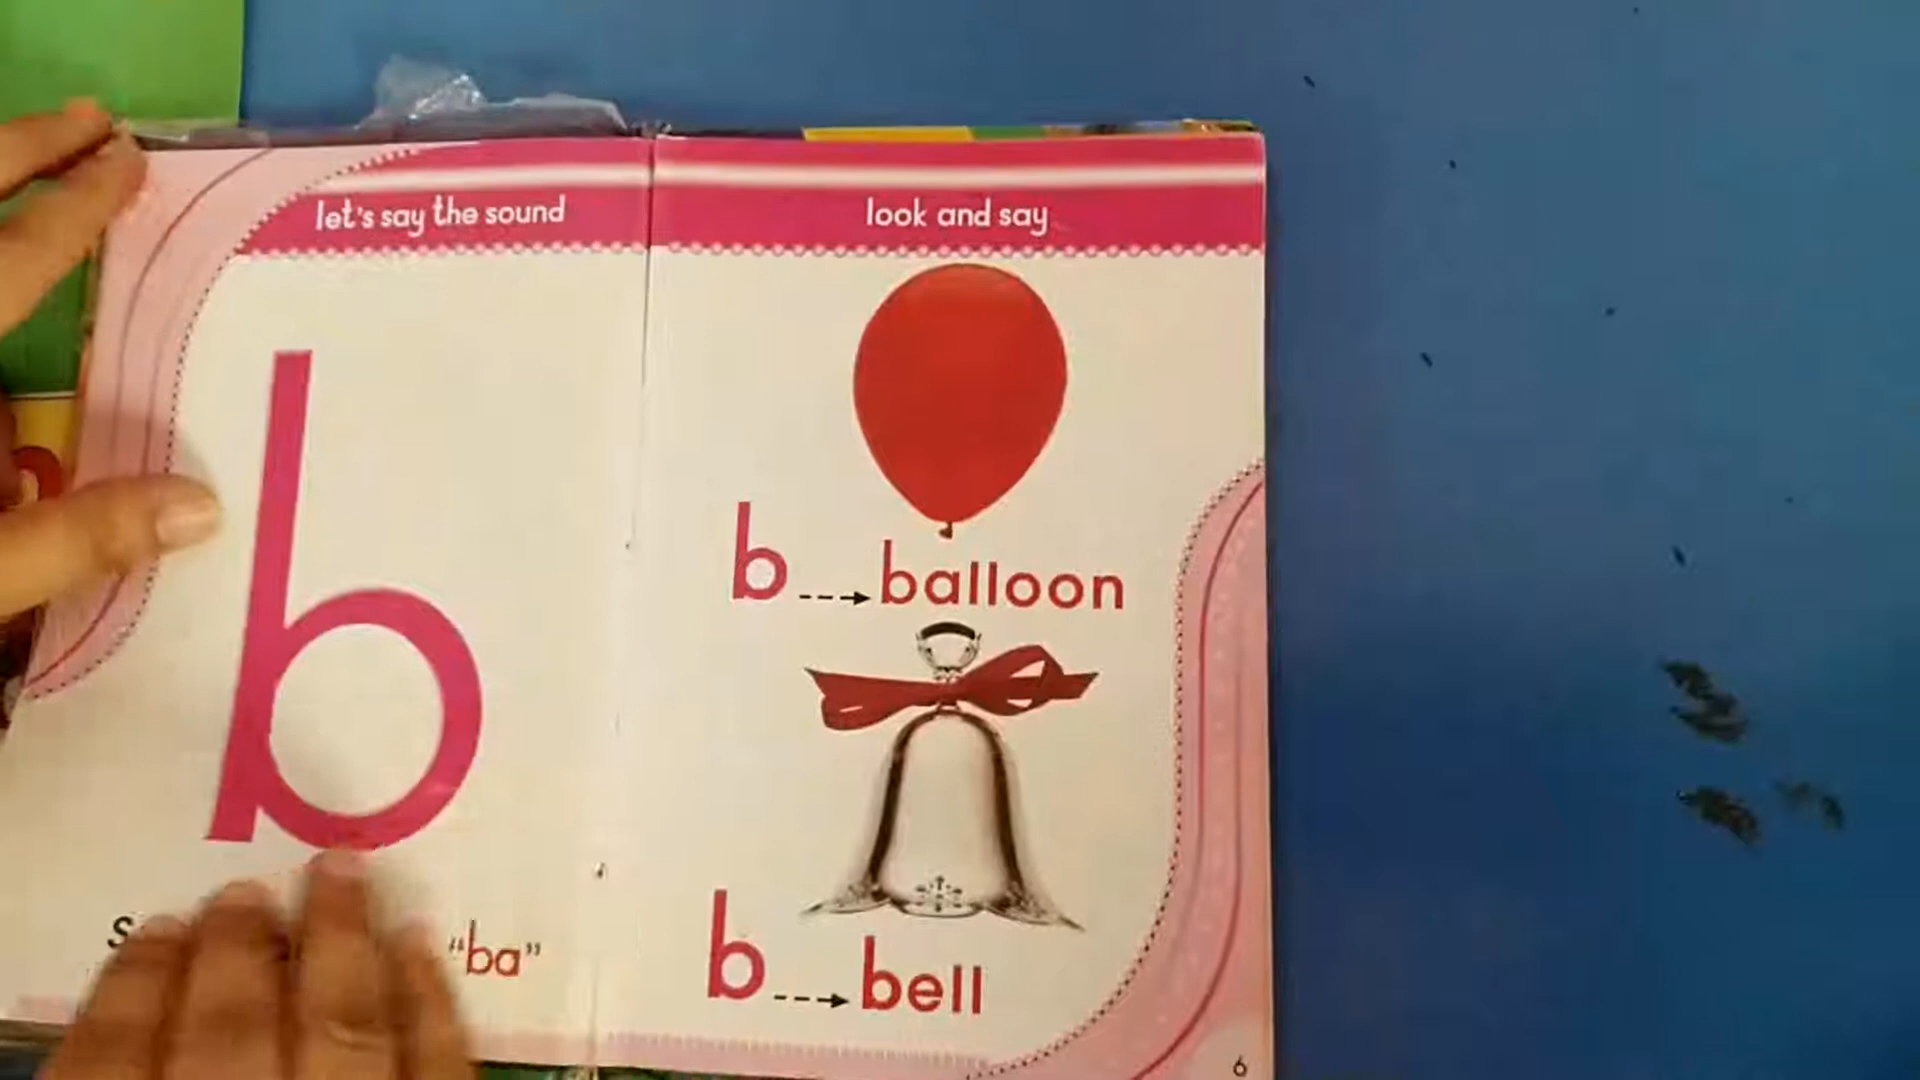 let's say the sound
b
"ba"
look and say
b ---→ balloon
b ---→ bell
6